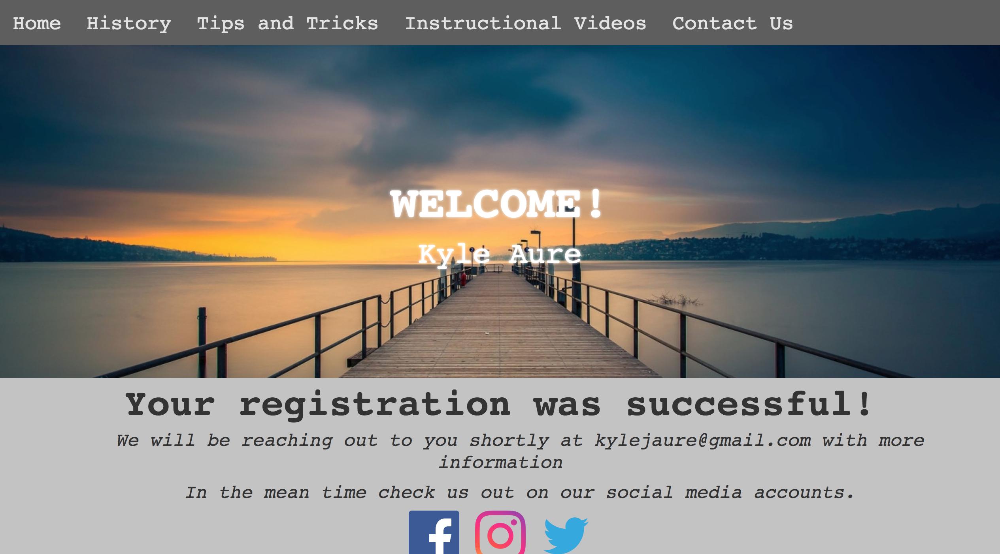 Home History Tips and Tricks Instructional Videos Contact Us
WELCOME!
Kyle Aure
Your registration was successful!
We will be reaching out to you shortly at kylejaure@gmail.com with more
information
In the mean time check us out on our social media accounts.